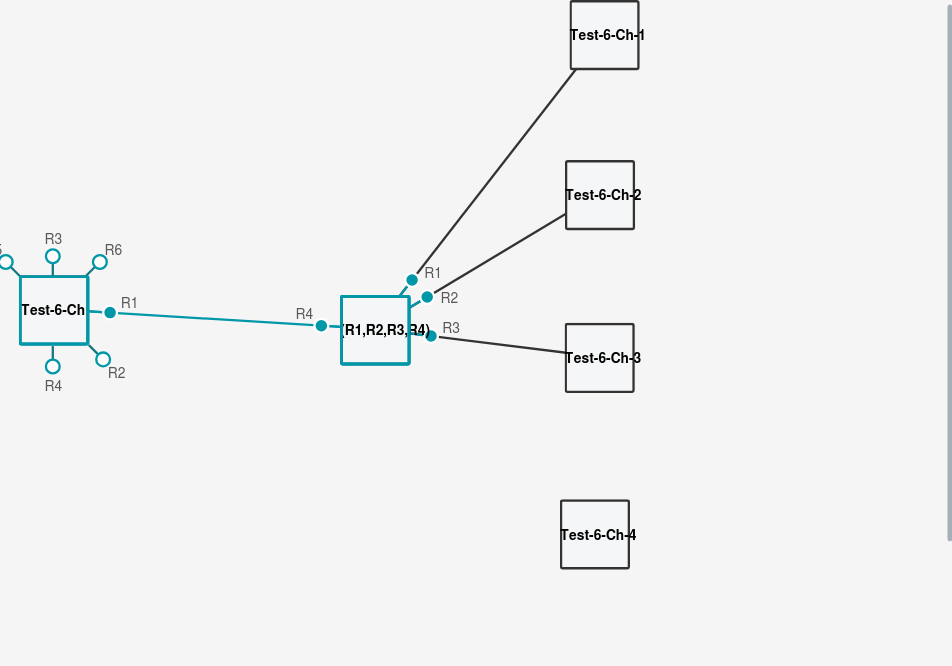 Test-6-Ch-1
Test-6-Ch-2
R3
R6
R1
R2
R1
R4
R3
Test-6-Ch
(R1,R2,R3,R4)
Test-6-Ch-3
R2
R4
Test-6-Ch-4